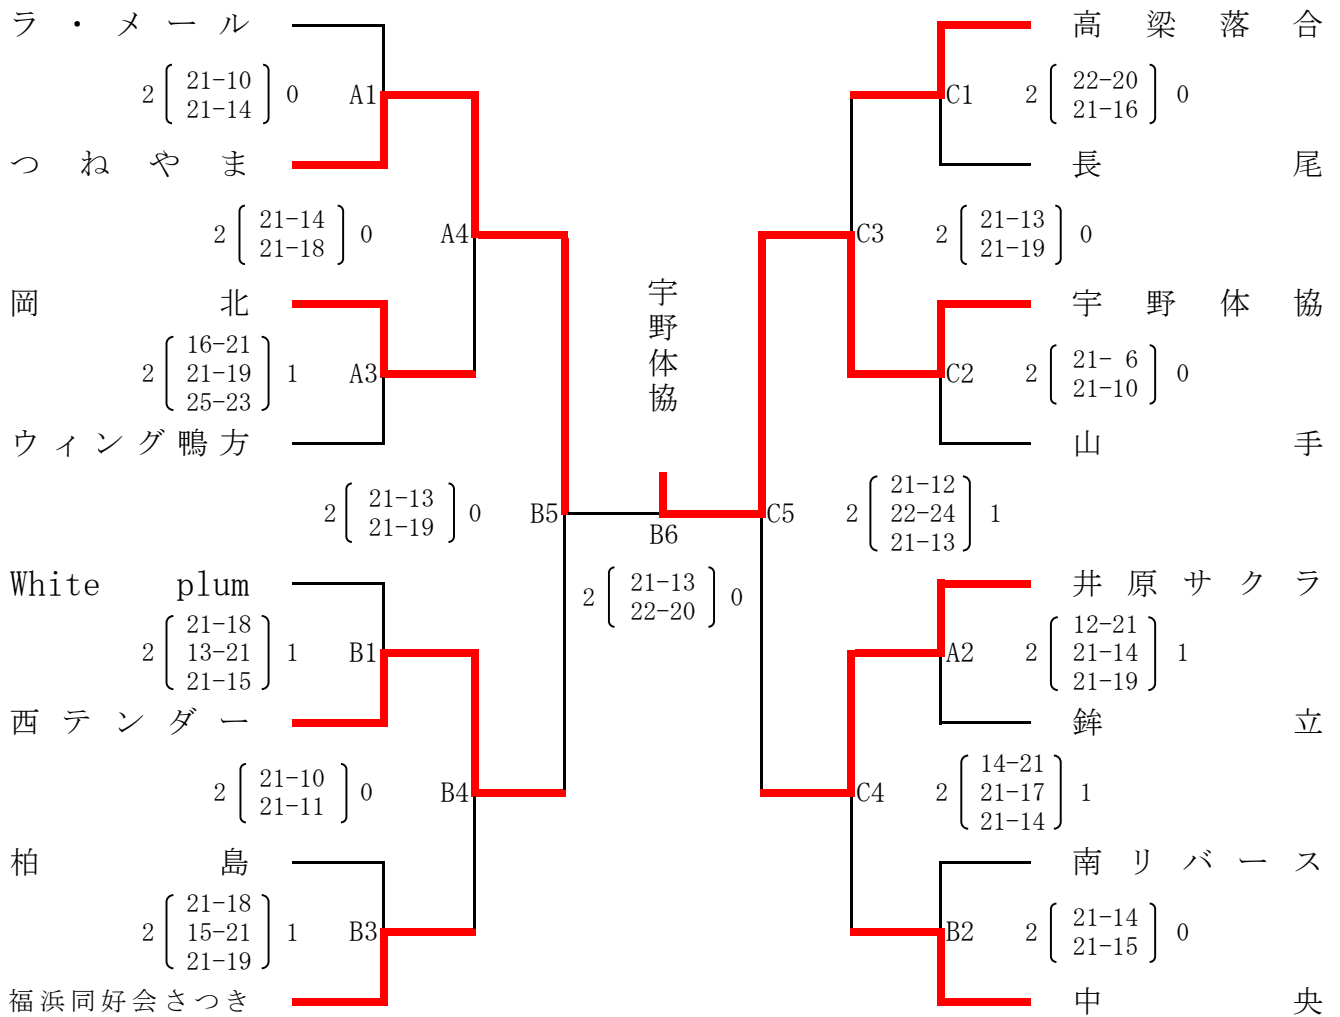 ラ・メール
2 21-10 0 A1
21-14
つねやま
2 21-14 0 A4
21-18
岡北
16-21
2 21-19 1 A3
25-23
ウィング鴨方
2 21-13 0 B5
21-19
White plum
21-18
2 13-21 1 B1
21-15
西テンダー
2 21-10 0 B4
21-11
柏島
21-18
2 15-21 1 B3
21-19
福浜同好会さつき
宇野体協
B6
2 21-13 0
22-20
高梁落合
C1 2 22-20 0
21-16
長尾
C3 2 21-13 0
21-19
宇野体協
C2 2 21- 6 0
21-10
山手
21-12
C5 2 22-24 1
21-13
井原サクラ
12-21
A2 2 21-14 1
21-19
鉾立
14-21
C4 2 21-17 1
21-14
南リバース
B2 2 21-14 0
21-15
中央